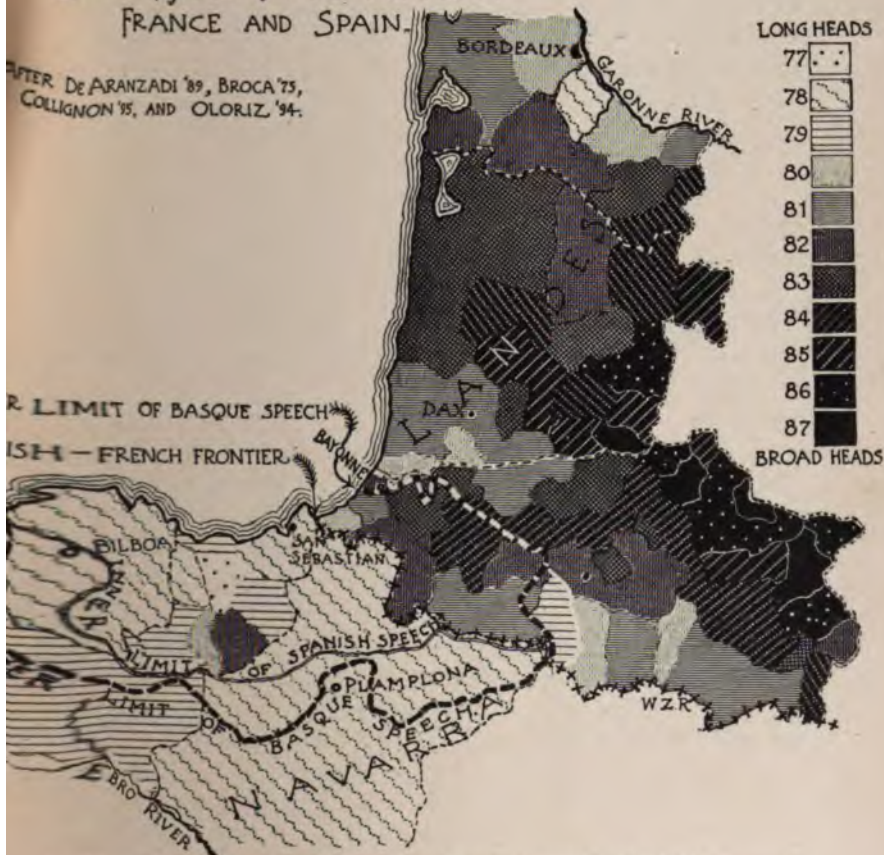 FRANCE AND SPAIN.
AFTER DE ARANZADI '89, BROCA '75,
COLLIGNON '95, AND OLORIZ '94.
BORDEAUX
GARONNE RIVER
LONG HEADS
77
78
79
80
81
82
83
84
85
86
87
BROAD HEADS
LANDES
DAX
R LIMIT OF BASQUE SPEECH
ISH-FRENCH FRONTIER
BAYONNE
BILBOA
SAN SEBASTIAN
INNER LIMIT OF SPANISH SPEECH
LIMIT OF BASQUE SPEECH
PLAMPLONA
NAVARRA
EBRO RIVER
WZR